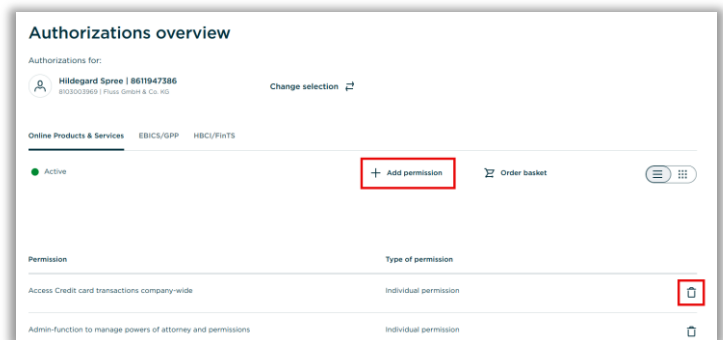 Authorizations overview
Authorizations for:
Hildegard Spree | 8611947386
8103003969 | Fluss GmbH & Co. KG
Change selection
Online Products & Services EBICS/GPP HBCI/FinTS
Active
+ Add permission
Order basket
Permission Type of permission
Access Credit card transactions company-wide Individual permission
Admin-function to manage powers of attorney and permissions Individual permission